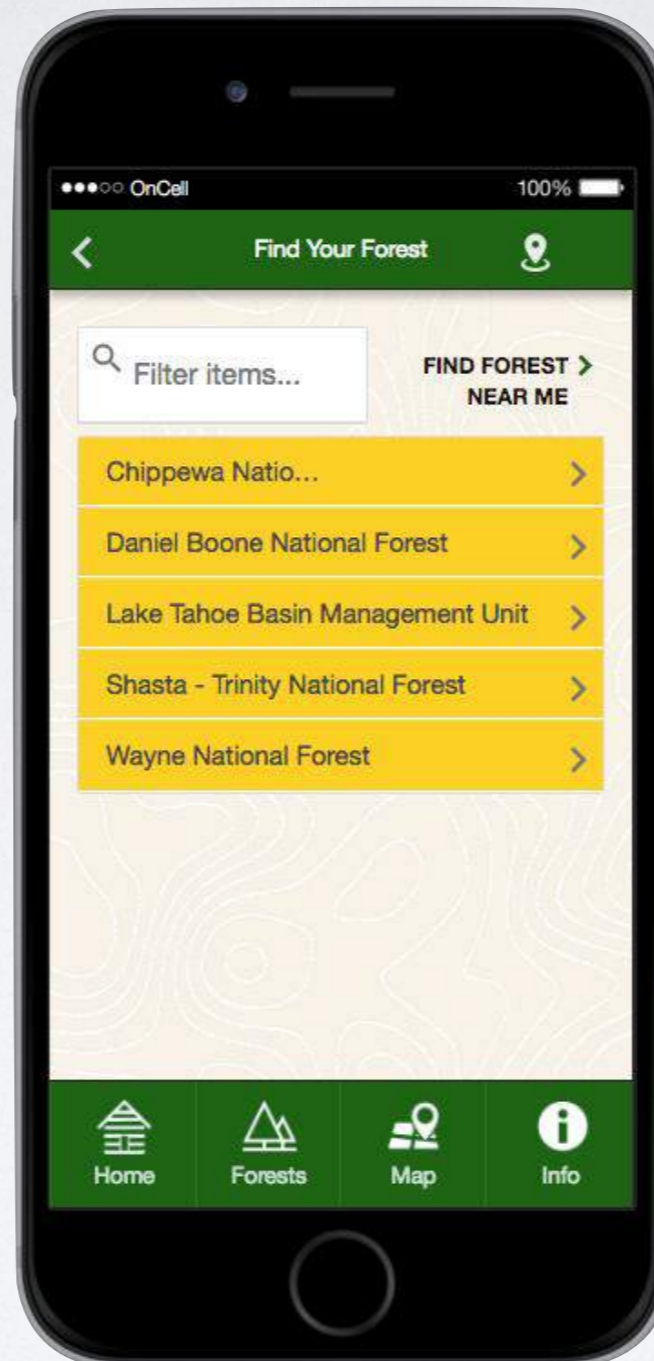 ●●●○○ OnCell 100%
Find Your Forest
Filter items...
FIND FOREST >
NEAR ME
Chippewa Natio...
Daniel Boone National Forest
Lake Tahoe Basin Management Unit
Shasta - Trinity National Forest
Wayne National Forest
Home Forests Map Info